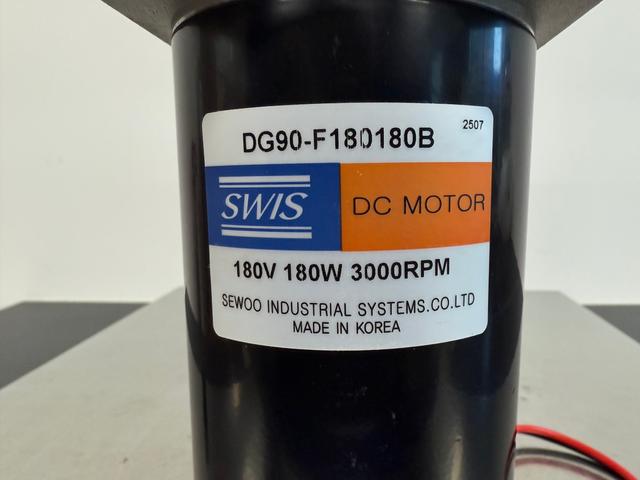 DG90-F180180B
2507
SWIS
DC MOTOR
180V 180W 3000RPM
SEWOO INDUSTRIAL SYSTEMS.CO.LTD
MADE IN KOREA